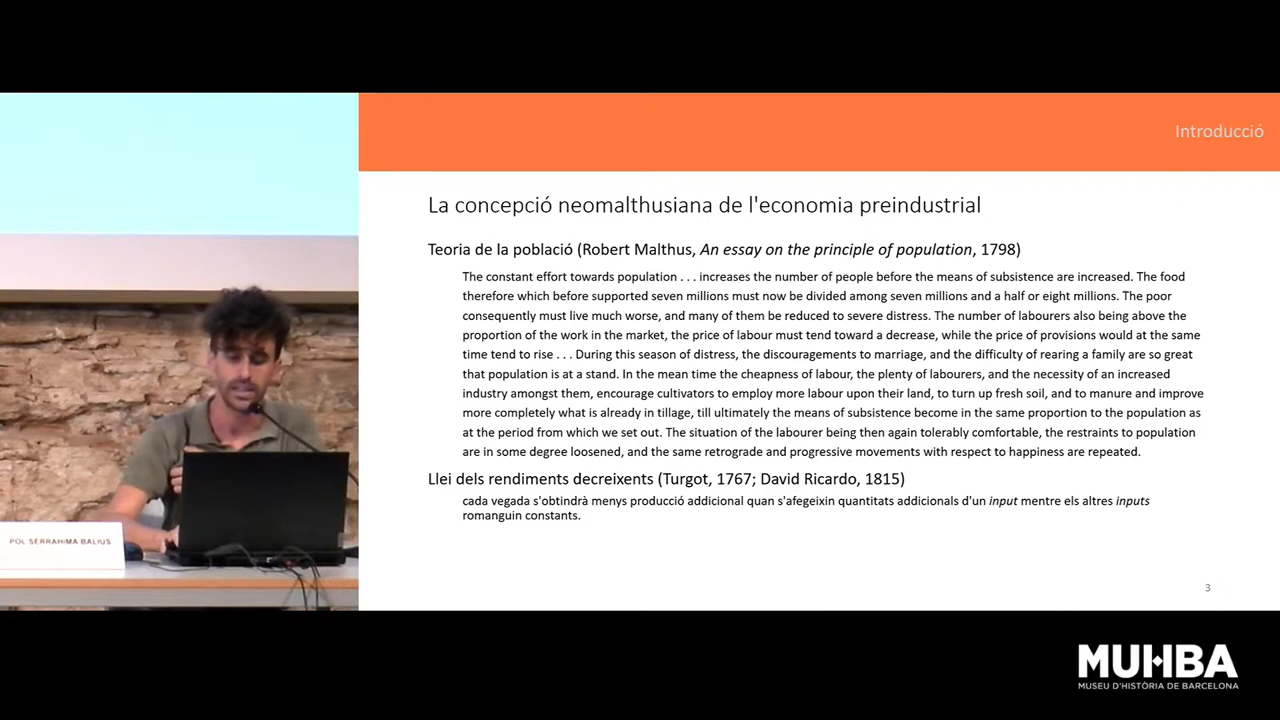 Introducció
La concepció neomalthusiana de l'economia preindustrial
Teoria de la població (Robert Malthus, An essay on the principle of population, 1798)
The constant effort towards population . . . increases the number of people before the means of subsistence are increased. The food
therefore which before supported seven millions must now be divided among seven millions and a half or eight millions. The poor
consequently must live much worse, and many of them be reduced to severe distress. The number of labourers also being above the
proportion of the work in the market, the price of labour must tend toward a decrease, while the price of provisions would at the same
time tend to rise . . . During this season of distress, the discouragements to marriage, and the difficulty of rearing a family are so great
that population is at a stand. In the mean time the cheapness of labour, the plenty of labourers, and the necessity of an increased
industry amongst them, encourage cultivators to employ more labour upon their land, to turn up fresh soil, and to manure and improve
more completely what is already in tillage, till ultimately the means of subsistence become in the same proportion to the population as
at the period from which we set out. The situation of the labourer being then again tolerably comfortable, the restraints to population
are in some degree loosened, and the same retrograde and progressive movements with respect to happiness are repeated.
Llei dels rendiments decreixents (Turgot, 1767; David Ricardo, 1815)
cada vegada s'obtindrà menys producció addicional quan s'afegeixin quantitats addicionals d'un input mentre els altres inputs
romanguin constants.
3
POL SERRAHIMA BALIUS
MUHBA
MUSEU D'HISTÒRIA DE BARCELONA